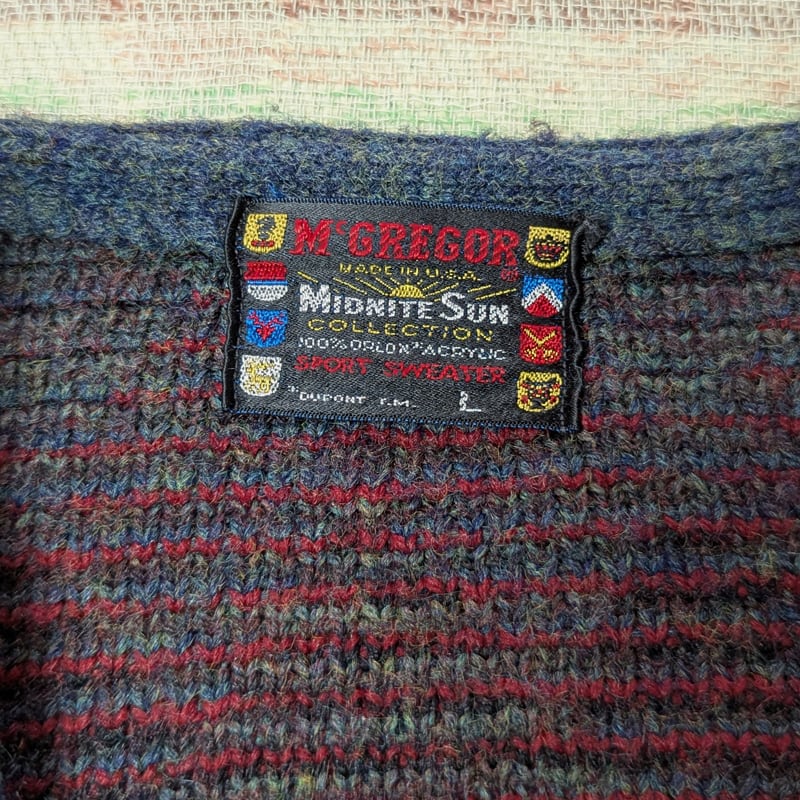 McGREGOR
MADE IN U.S.A.
MIDNITE SUN
COLLECTION
100% ORLON* ACRYLIC
SPORT SWEATER
*DUPONT T.M.